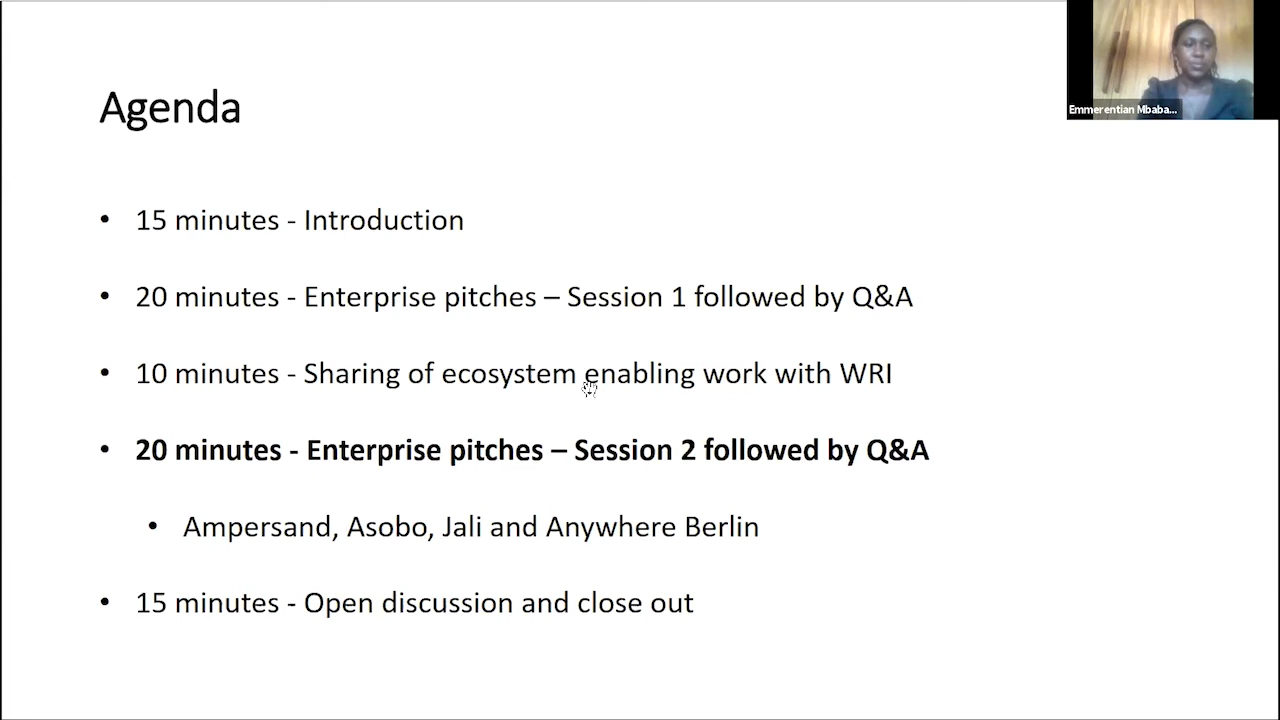 Emmerentian Mbaba...
Agenda
• 15 minutes - Introduction
• 20 minutes - Enterprise pitches – Session 1 followed by Q&A
• 10 minutes - Sharing of ecosystem enabling work with WRI
• 20 minutes - Enterprise pitches – Session 2 followed by Q&A
• Ampersand, Asobo, Jali and Anywhere Berlin
• 15 minutes - Open discussion and close out